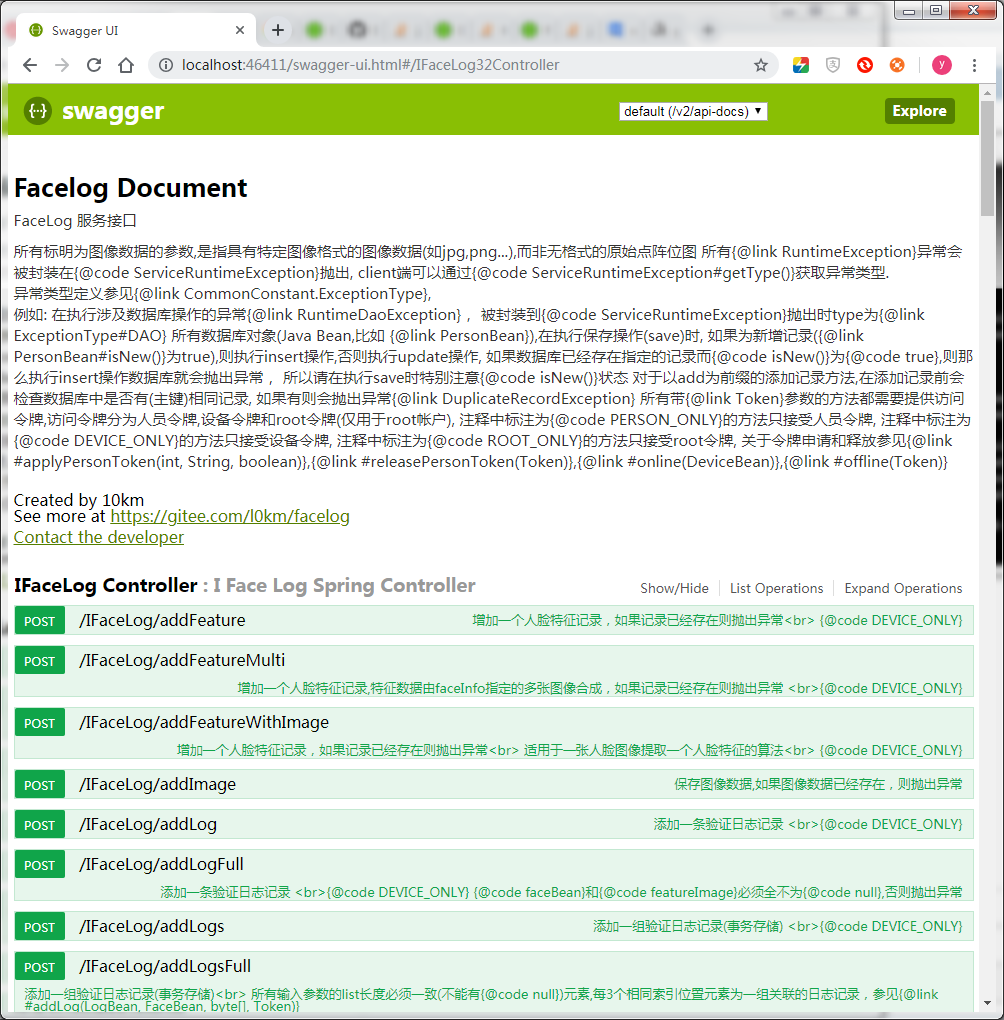 Swagger UI
localhost:46411/swagger-ui.html#/IFaceLog32Controller
y
swagger
default (/v2/api-docs)
Explore
Facelog Document
FaceLog 服务接口
所有标明为图像数据的参数,是指具有特定图像格式的图像数据(如jpg,png...),而非无格式的原始点阵位图 所有{@link RuntimeException}异常会
被封装在{@code ServiceRuntimeException}抛出, client端可以通过{@code ServiceRuntimeException#getType()}获取异常类型.
异常类型定义参见{@link CommonConstant.ExceptionType},
例如: 在执行涉及数据库操作的异常{@link RuntimeDaoException}， 被封装到{@code ServiceRuntimeException}抛出时type为{@link
ExceptionType#DAO} 所有数据库对象(Java Bean,比如 {@link PersonBean}),在执行保存操作(save)时, 如果为新增记录({@link
PersonBean#isNew()}为true),则执行insert操作,否则执行update操作, 如果数据库已经存在指定的记录而{@code isNew()}为{@code true},则那
么执行insert操作数据库就会抛出异常， 所以请在执行save时特别注意{@code isNew()}状态 对于以add为前缀的添加记录方法,在添加记录前会
检查数据库中是否有(主键)相同记录, 如果有则会抛出异常{@link DuplicateRecordException} 所有带{@link Token}参数的方法都需要提供访问
令牌,访问令牌分为人员令牌,设备令牌和root令牌(仅用于root帐户), 注释中标注为{@code PERSON_ONLY}的方法只接受人员令牌, 注释中标注为
{@code DEVICE_ONLY}的方法只接受设备令牌, 注释中标注为{@code ROOT_ONLY}的方法只接受root令牌, 关于令牌申请和释放参见{@link
#applyPersonToken(int, String, boolean)},{@link #releasePersonToken(Token)},{@link #online(DeviceBean)},{@link #offline(Token)}
Created by 10km
See more at https://gitee.com/l0km/facelog
Contact the developer
IFaceLog Controller : I Face Log Spring Controller
Show/Hide List Operations Expand Operations
POST /IFaceLog/addFeature 增加一个人脸特征记录，如果记录已经存在则抛出异常<br> {@code DEVICE_ONLY}
POST /IFaceLog/addFeatureMulti
增加一个人脸特征记录,特征数据由faceInfo指定的多张图像合成，如果记录已经存在则抛出异常 <br>{@code DEVICE_ONLY}
POST /IFaceLog/addFeatureWithImage
增加一个人脸特征记录，如果记录已经存在则抛出异常<br> 适用于一张人脸图像提取一个人脸特征的算法<br> {@code DEVICE_ONLY}
POST /IFaceLog/addImage 保存图像数据,如果图像数据已经存在，则抛出异常
POST /IFaceLog/addLog 添加一条验证日志记录 <br>{@code DEVICE_ONLY}
POST /IFaceLog/addLogFull
添加一条验证日志记录 <br>{@code DEVICE_ONLY} {@code faceBean}和{@code featureImage}必须全不为{@code null},否则抛出异常
POST /IFaceLog/addLogs 添加一组验证日志记录(事务存储) <br>{@code DEVICE_ONLY}
POST /IFaceLog/addLogsFull
添加一组验证日志记录(事务存储)<br> 所有输入参数的list长度必须一致(不能有{@code null})元素,每3个相同索引位置元素为一组关联的日志记录，参见{@link
#addLog(LogBean, FaceBean, byte[], Token)}